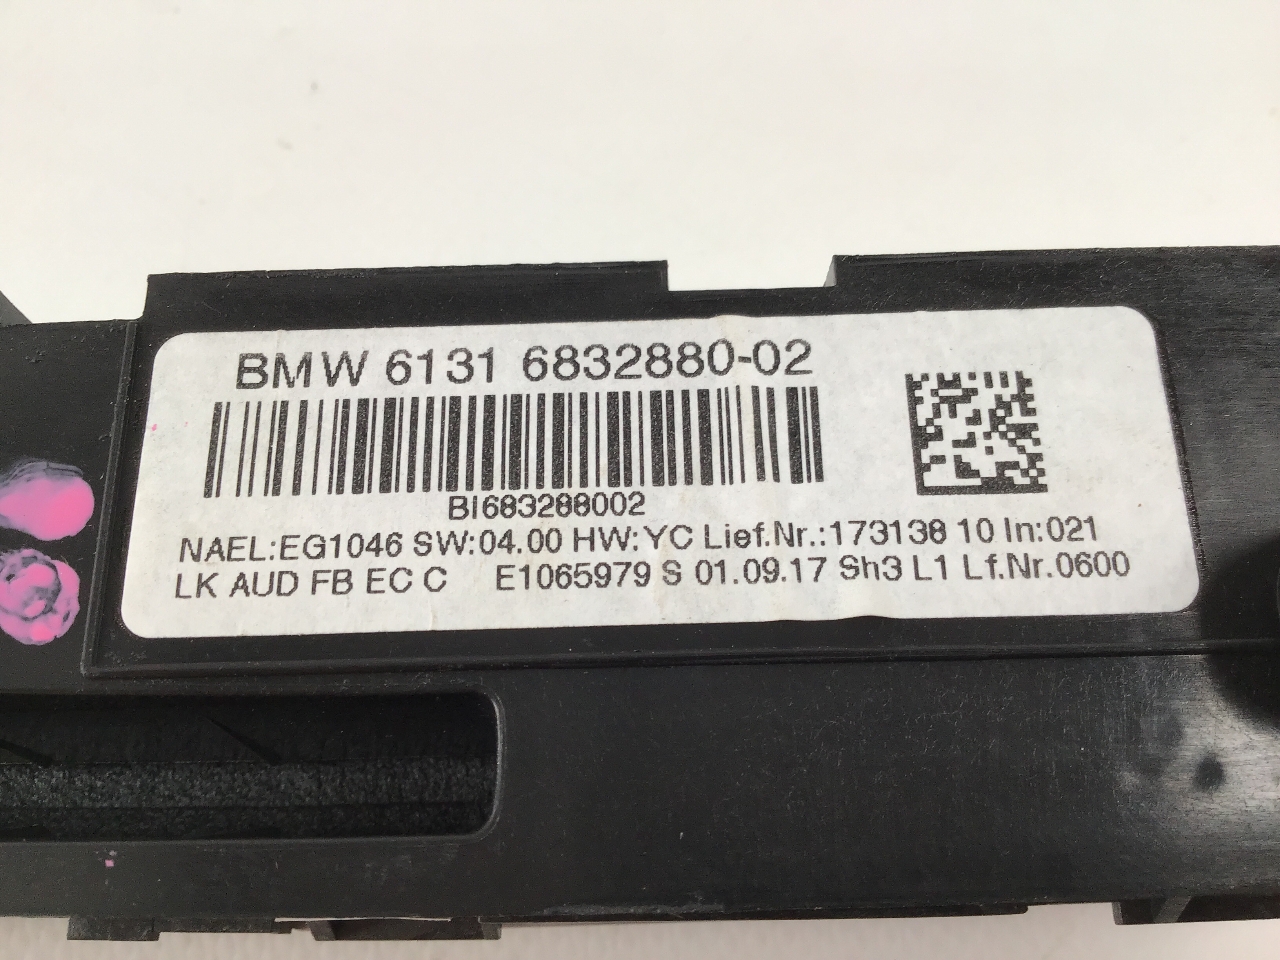 BMW 6131 6832880-02
BI683288002
NAEL:EG1046 SW:04.00 HW:YC Lief.Nr.:173138 10 In:021
LK AUD FB EC C E1065979 S 01.09.17 Sh3 L1 Lf.Nr.0600